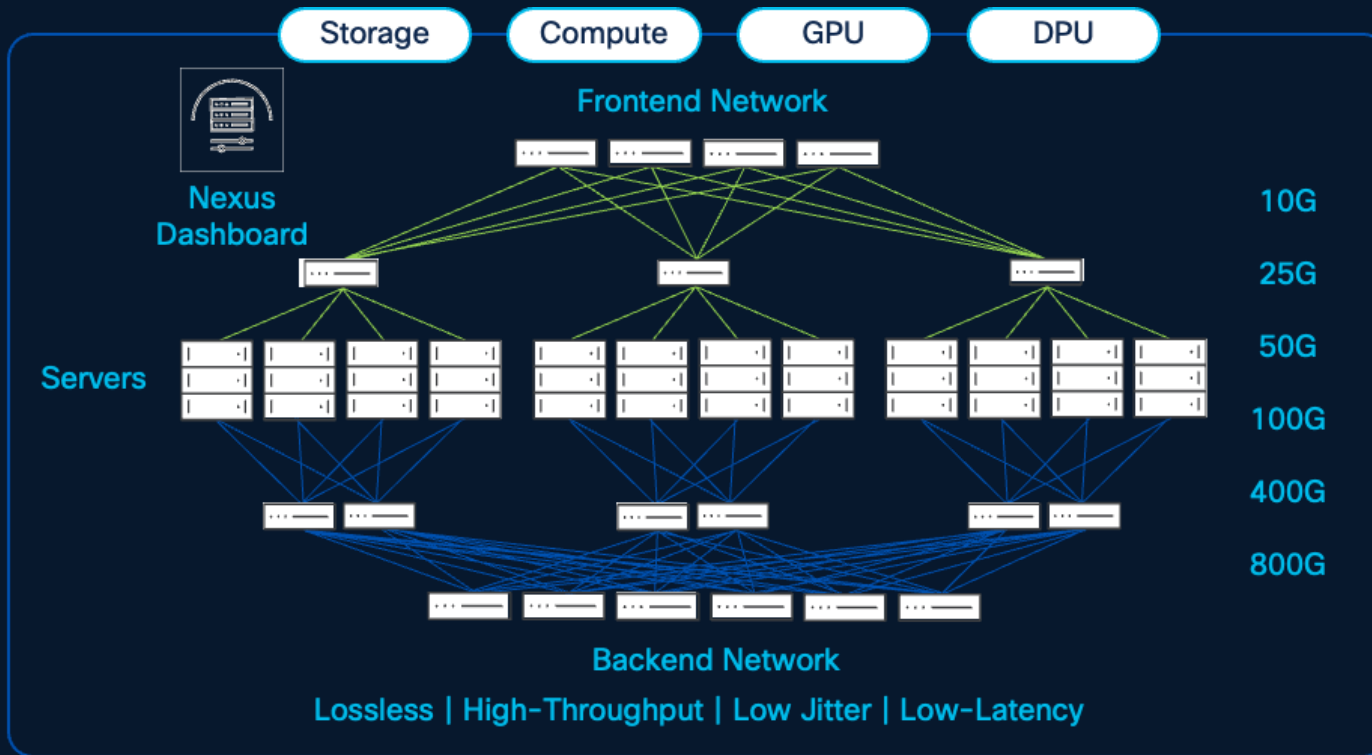 Storage
Compute
GPU
DPU
Frontend Network
Nexus
Dashboard
10G
25G
50G
Servers
100G
400G
800G
Backend Network
Lossless | High-Throughput | Low Jitter | Low-Latency